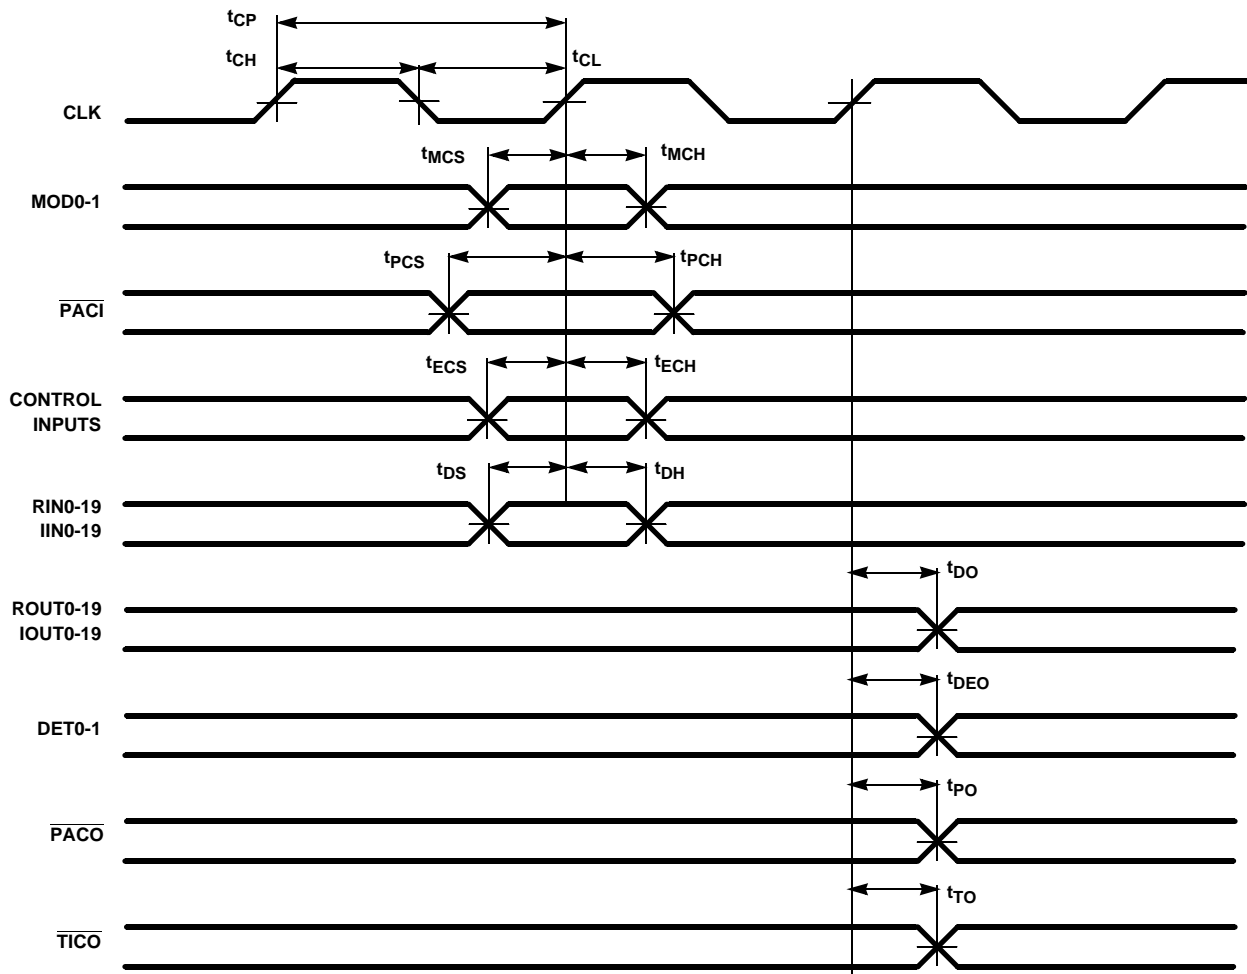 tCP
tCH tCL
CLK
tMCS tMCH
MOD0-1
tPCS tPCH
PACI
tECS tECH
CONTROL
INPUTS
tDS tDH
RIN0-19
IIN0-19
tDO
ROUT0-19
IOUT0-19
tDEO
DET0-1
tPO
PACO
tTO
TICO